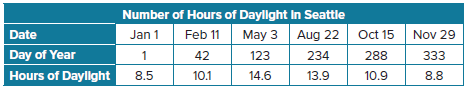 Number of Hours of Daylight in Seattle
Date Jan 1 Feb 11 May 3 Aug 22 Oct 15 Nov 29
Day of Year 1 42 123 234 288 333
Hours of Daylight 8.5 10.1 14.6 13.9 10.9 8.8